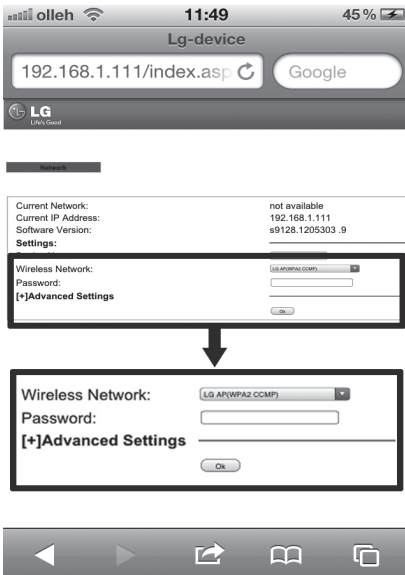 olleh 11:49 45 %
Lg-device
192.168.1.111/index.asp Google
LG
Life's Good
Network
Current Network: not available
Current IP Address: 192.168.1.111
Software Version: s9128.1205303 .9
Settings:
Wireless Network: LG AP(WPA2 CCMP)
Password:
[+]Advanced Settings
Ok
Wireless Network: LG AP(WPA2 CCMP)
Password:
[+]Advanced Settings
Ok